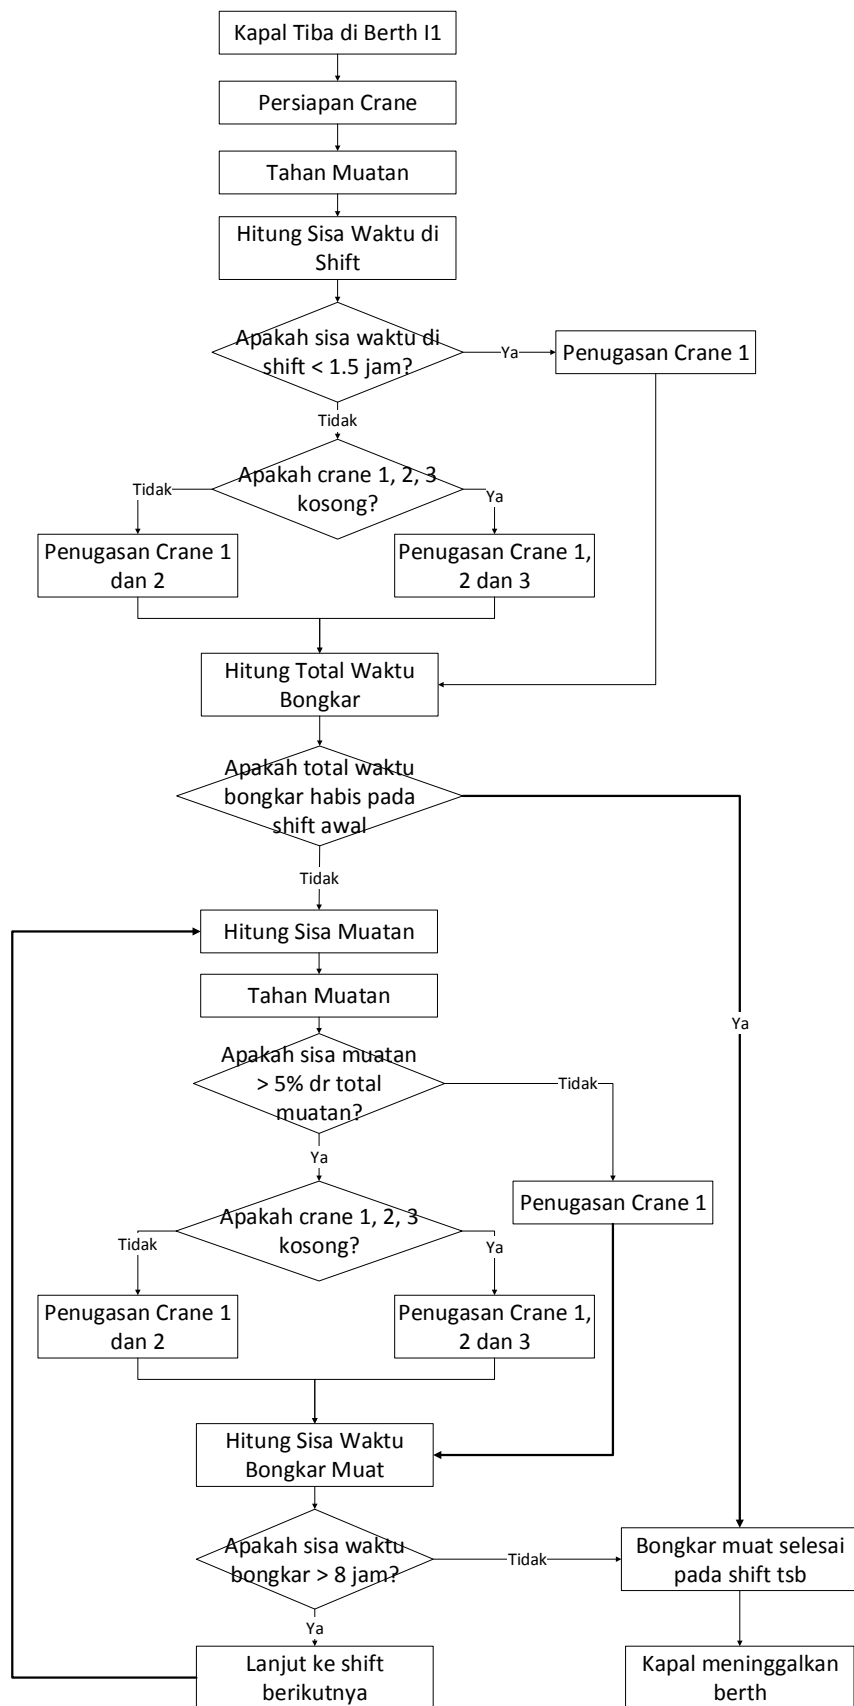 Kapal Tiba di Berth I1
Persiapan Crane
Tahan Muatan
Hitung Sisa Waktu di
Shift
Apakah sisa waktu di
shift < 1.5 jam?
Ya
Penugasan Crane 1
Tidak
Apakah crane 1, 2, 3
kosong?
Tidak
Ya
Penugasan Crane 1
dan 2
Penugasan Crane 1,
2 dan 3
Hitung Total Waktu
Bongkar
Apakah total waktu
bongkar habis pada
shift awal
Tidak
Ya
Hitung Sisa Muatan
Tahan Muatan
Apakah sisa muatan
> 5% dr total
muatan?
Tidak
Ya
Penugasan Crane 1
Apakah crane 1, 2, 3
kosong?
Tidak
Ya
Penugasan Crane 1
dan 2
Penugasan Crane 1,
2 dan 3
Hitung Sisa Waktu
Bongkar Muat
Apakah sisa waktu
bongkar > 8 jam?
Tidak
Bongkar muat selesai
pada shift tsb
Ya
Lanjut ke shift
berikutnya
Kapal meninggalkan
berth